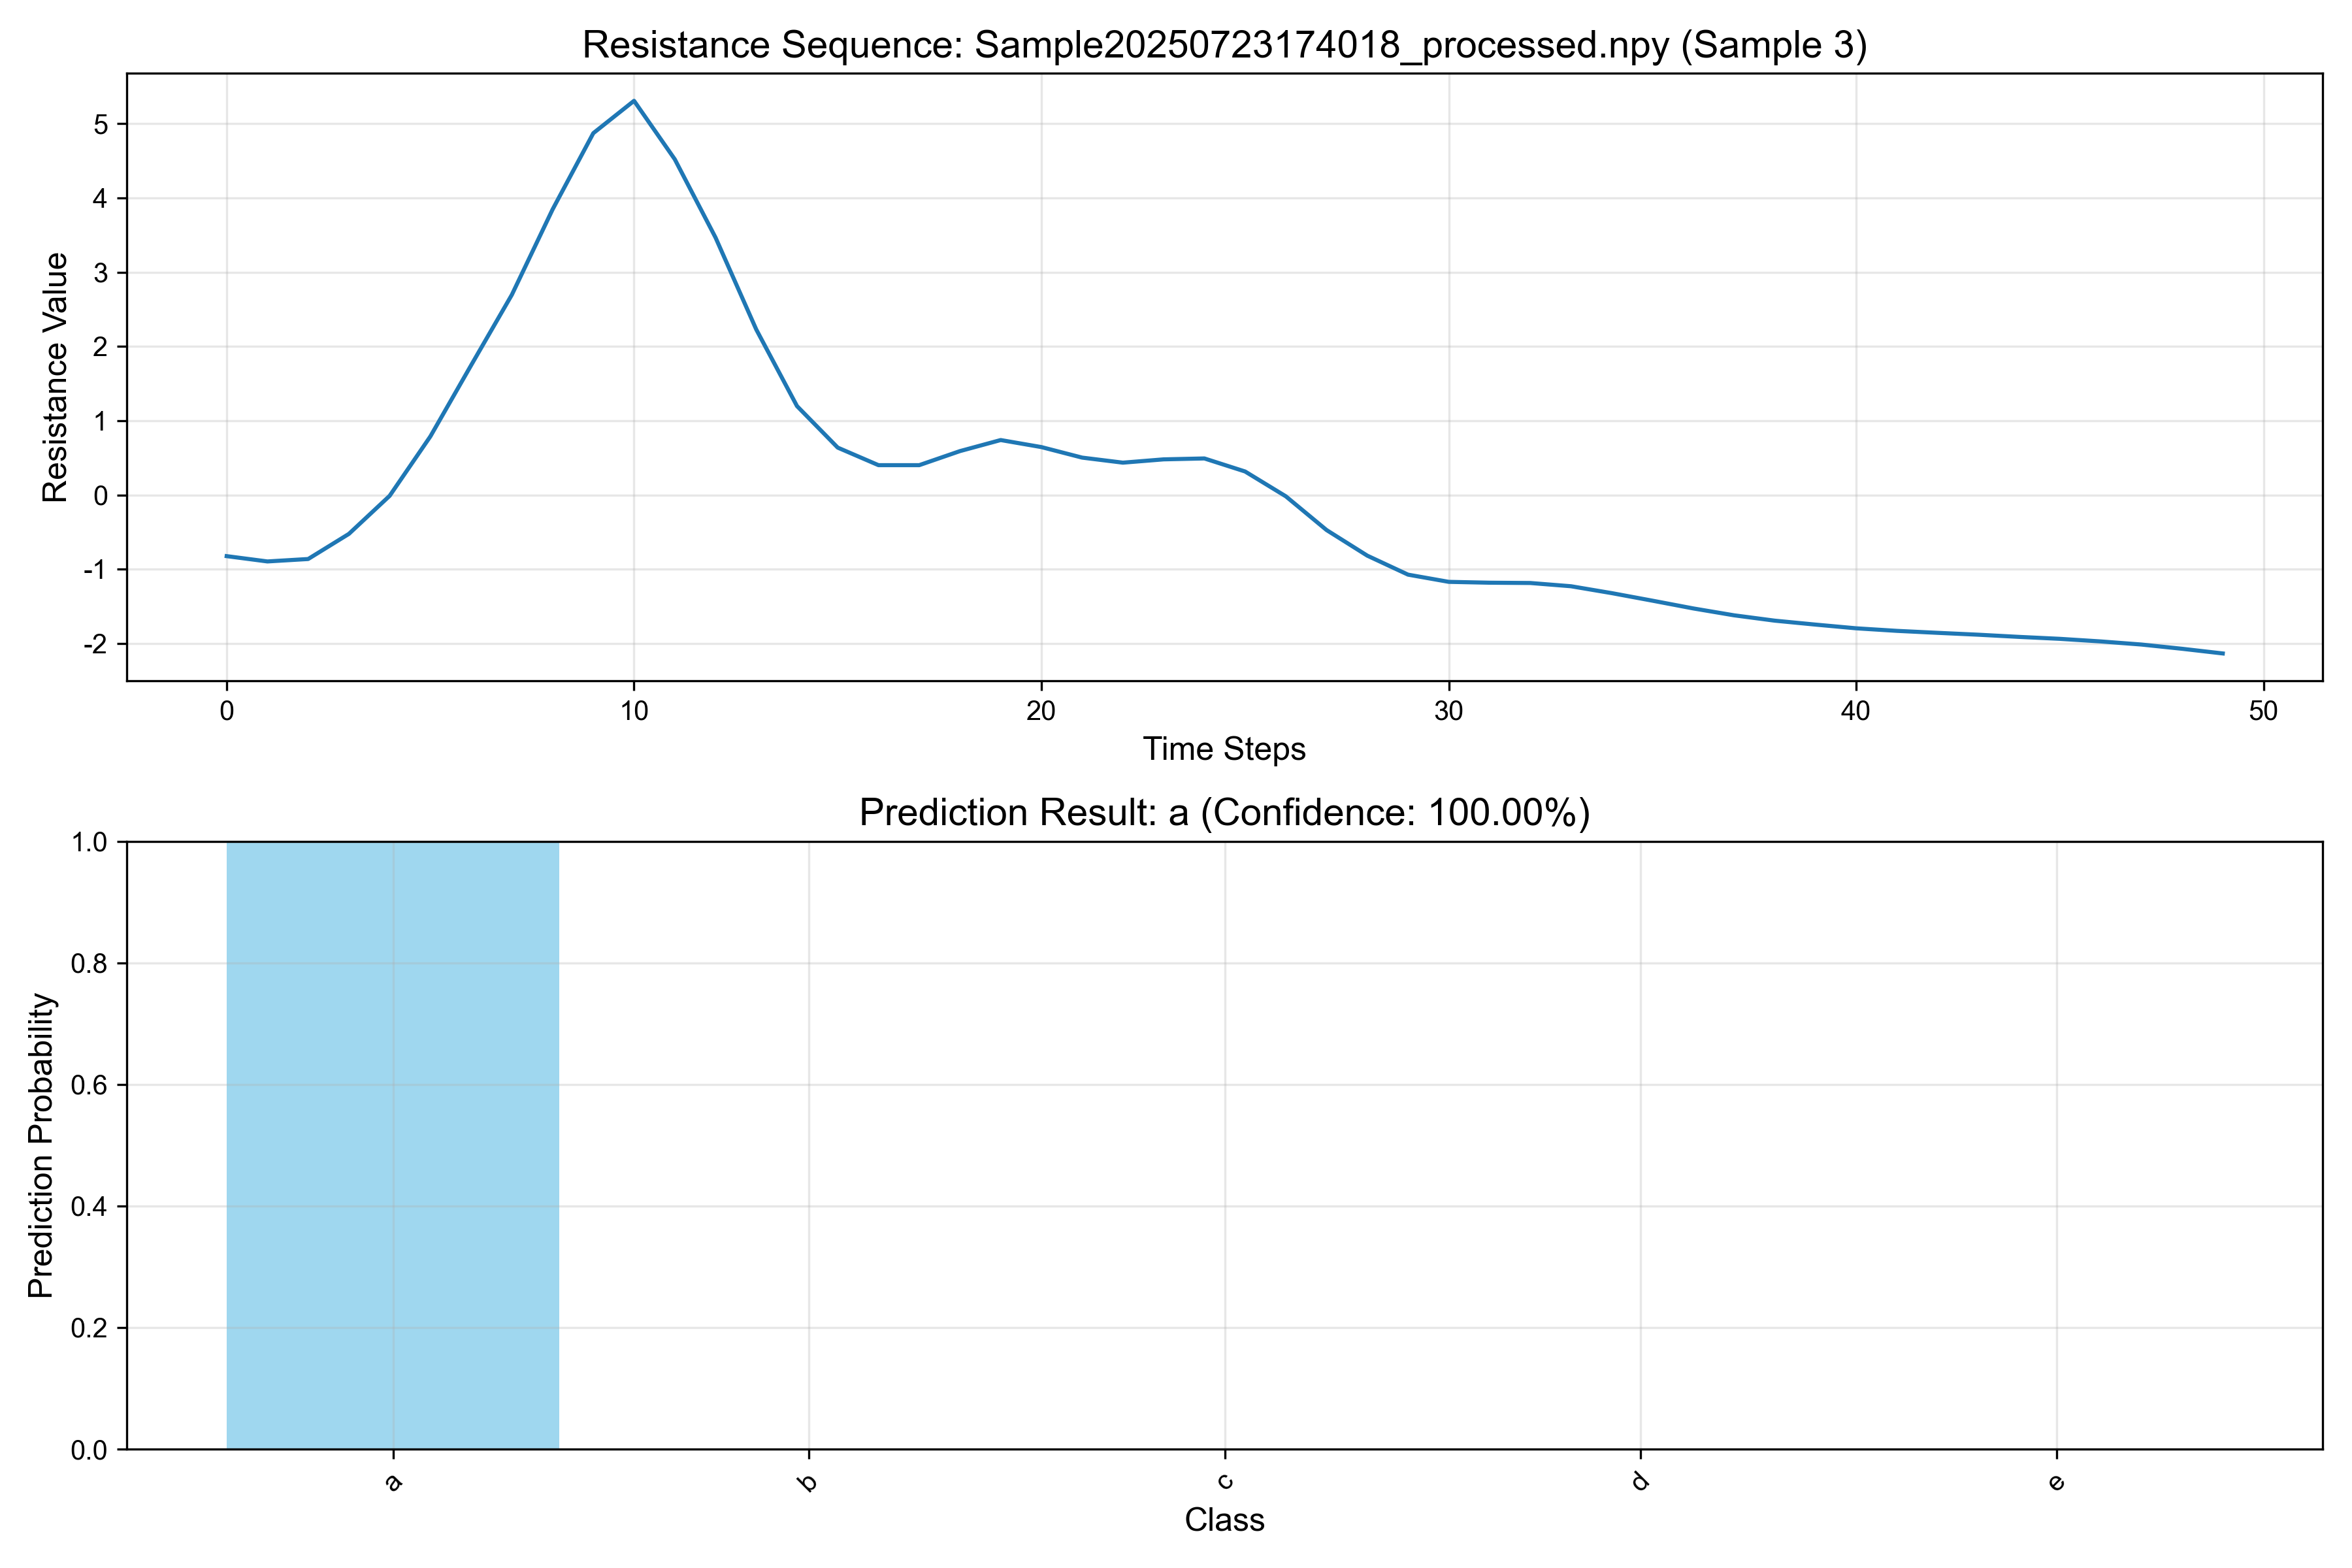 Resistance Sequence: Sample20250723174018_processed.npy (Sample 3)
Resistance Value
5
4
3
2
1
0
-1
-2
0 10 20 30 40 50
Time Steps
Prediction Result: a (Confidence: 100.00%)
Prediction Probability
1.0
0.8
0.6
0.4
0.2
0.0
a b c d e
Class